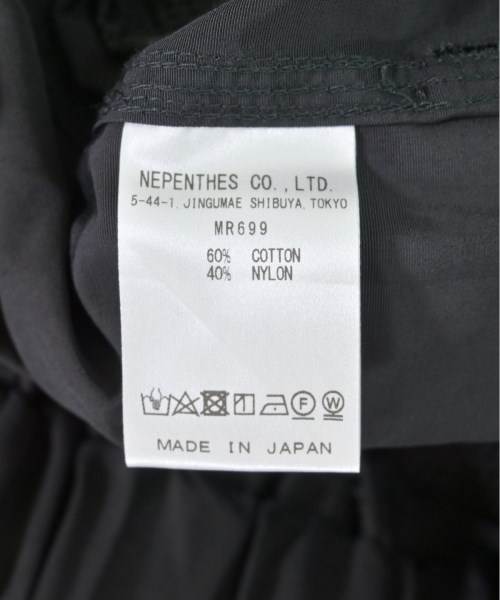 NEPENTHES CO.,LTD.
5-44-1, JINGUMAE SHIBUYA, TOKYO
MR699
60% COTTON
40% NYLON
F W
MADE IN JAPAN